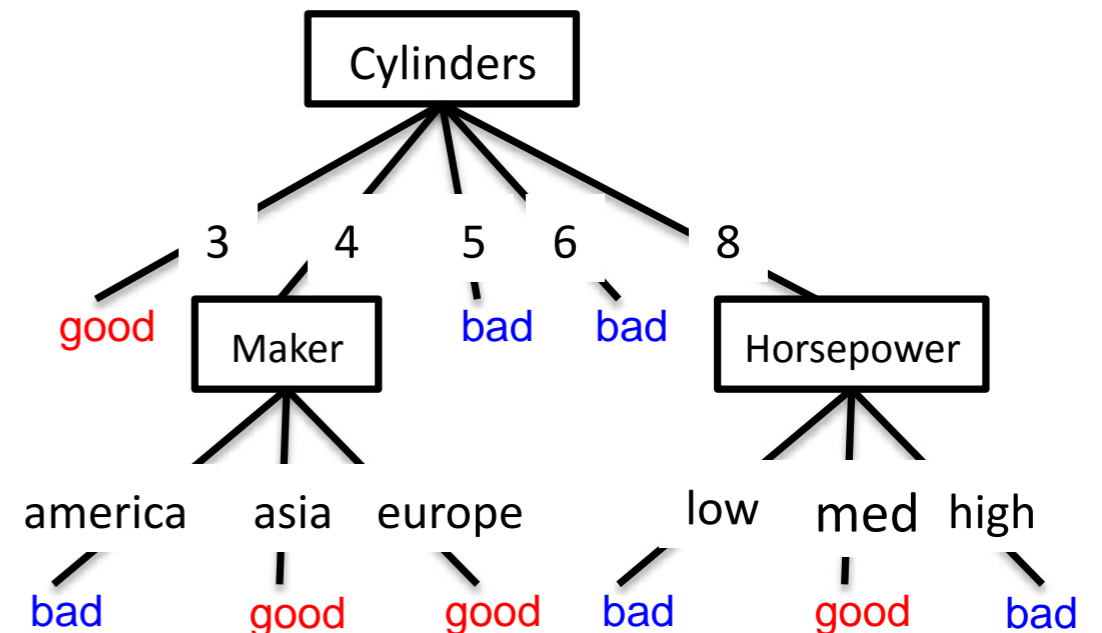 Cylinders
3 4 5 6 8
good Maker bad bad Horsepower
america asia europe low med high
bad good good bad good bad